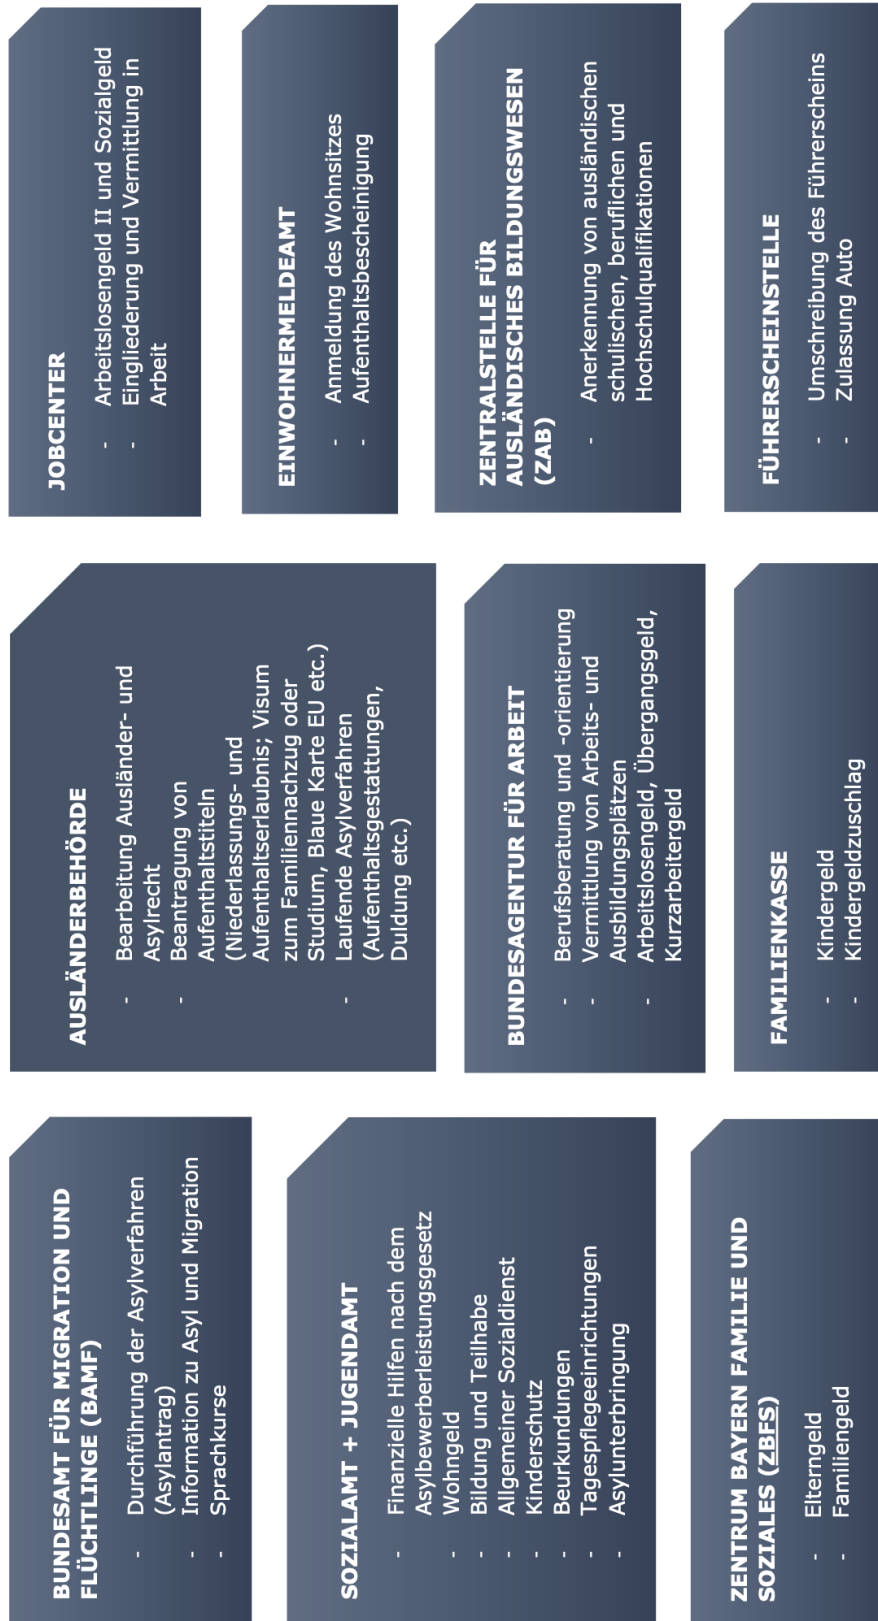 BUNDESAMT FÜR MIGRATION UND
FLÜCHTLINGE (BAMF)
- Durchführung der Asylverfahren
(Asylantrag)
- Information zu Asyl und Migration
- Sprachkurse
SOZIALAMT + JUGENDAMT
- Finanzielle Hilfen nach dem
Asylbewerberleistungsgesetz
- Wohngeld
- Bildung und Teilhabe
- Allgemeiner Sozialdienst
- Kinderschutz
- Beurkundungen
- Tagespflegeeinrichtungen
- Asylunterbringung
ZENTRUM BAYERN FAMILIE UND
SOZIALES (ZBFS)
- Elterngeld
- Familiengeld
AUSLÄNDERBEHÖRDE
- Bearbeitung Ausländer- und
Asylrecht
- Beantragung von
Aufenthaltstiteln
(Niederlassungs- und
Aufenthaltserlaubnis; Visum
zum Familiennachzug oder
Studium, Blaue Karte EU etc.)
- Laufende Asylverfahren
(Aufenthaltsgestattungen,
Duldung etc.)
BUNDESAGENTUR FÜR ARBEIT
- Berufsberatung und -orientierung
- Vermittlung von Arbeits- und
Ausbildungsplätzen
- Arbeitslosengeld, Übergangsgeld,
Kurzarbeitergeld
FAMILIENKASSE
- Kindergeld
- Kindergeldzuschlag
JOBCENTER
- Arbeitslosengeld II und Sozialgeld
- Eingliederung und Vermittlung in
Arbeit
EINWOHNERMELDEAMT
- Anmeldung des Wohnsitzes
- Aufenthaltsbescheinigung
ZENTRALSTELLE FÜR
AUSLÄNDISCHES BILDUNGSWESEN
(ZAB)
- Anerkennung von ausländischen
schulischen, beruflichen und
Hochschulqualifikationen
FÜHRERSCHEINSTELLE
- Umschreibung des Führerscheins
- Zulassung Auto